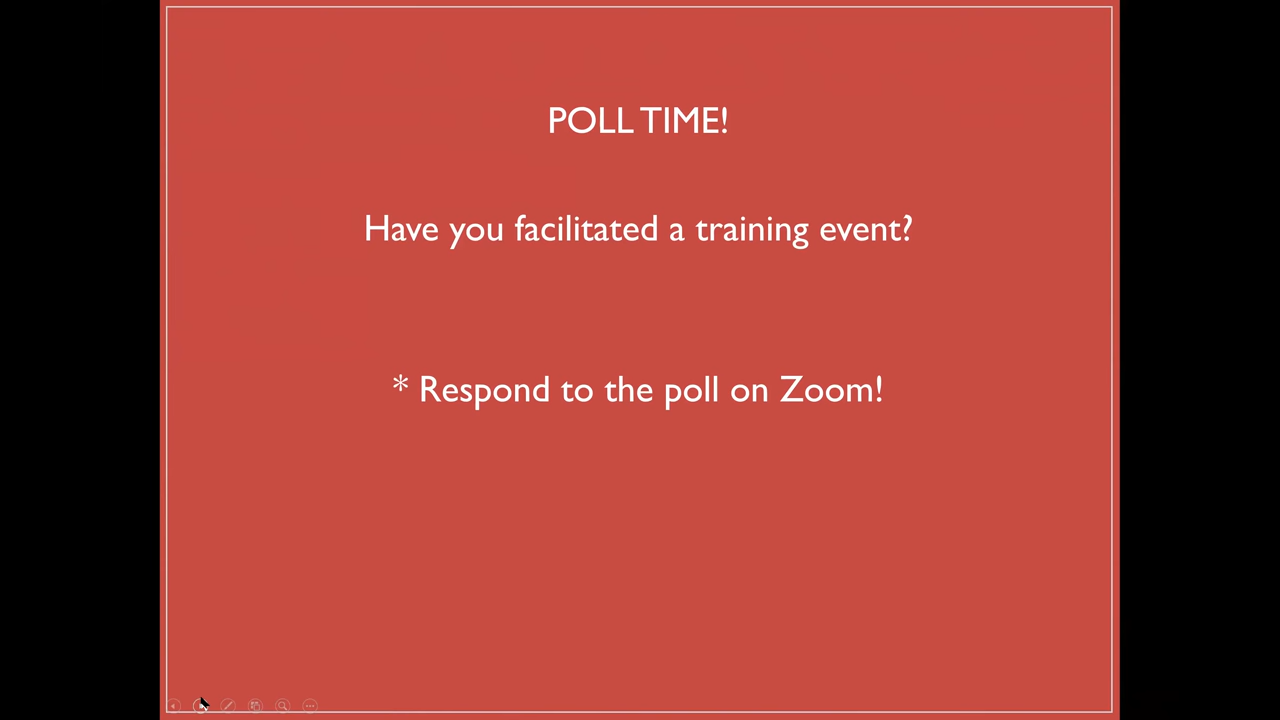 POLL TIME!
Have you facilitated a training event?
* Respond to the poll on Zoom!